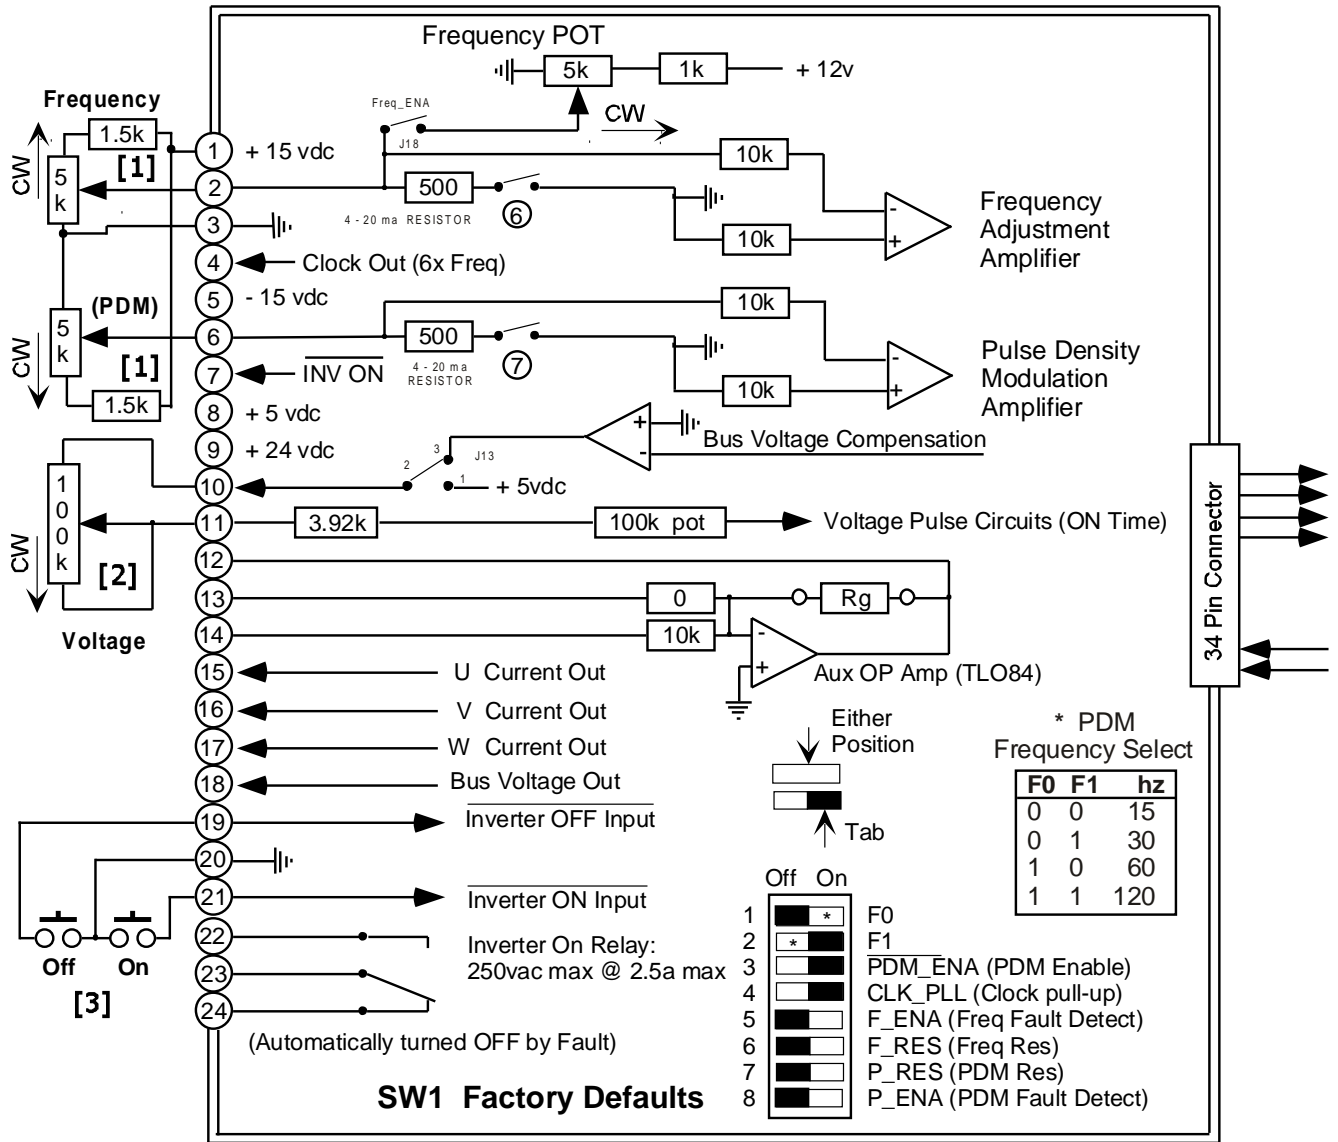 Frequency POT
5k
1k
+ 12v
Frequency
Freq_ENA
CW
J18
CW
1.5k
[1]
5
k
1
+ 15 vdc
10k
2
500
4 - 20 ma RESISTOR
6
-
+
10k
Frequency
Adjustment
Amplifier
3
4
Clock Out (6x Freq)
5
- 15 vdc
(PDM)
CW
5
k
[1]
1.5k
10k
6
500
4 - 20 ma
RESISTOR
7
-
+
10k
Pulse Density
Modulation
Amplifier
7
INV ON
8
+ 5 vdc
9
+ 24 vdc
+
-
Bus Voltage Compensation
3
J13
2
1
+ 5vdc
10
CW
1
0
0
k
[2]
Voltage
11
3.92k
100k pot
Voltage Pulse Circuits (ON Time)
34 Pin Connector
12
13
0
Rg
14
10k
-
+
Aux OP Amp (TLO84)
15
U Current Out
16
V Current Out
17
W Current Out
18
Bus Voltage Out
19
Inverter OFF Input
20
21
Inverter ON Input
Off
On
[3]
22
23
24
Inverter On Relay:
250vac max @ 2.5a max
(Automatically turned OFF by Fault)
Either
Position
Tab
* PDM
Frequency Select
F0 F1 hz
0 0 15
0 1 30
1 0 60
1 1 120
Off On
1 * F0
2 * F1
3 PDM_ENA (PDM Enable)
4 CLK_PLL (Clock pull-up)
5 F_ENA (Freq Fault Detect)
6 F_RES (Freq Res)
7 P_RES (PDM Res)
8 P_ENA (PDM Fault Detect)
SW1 Factory Defaults